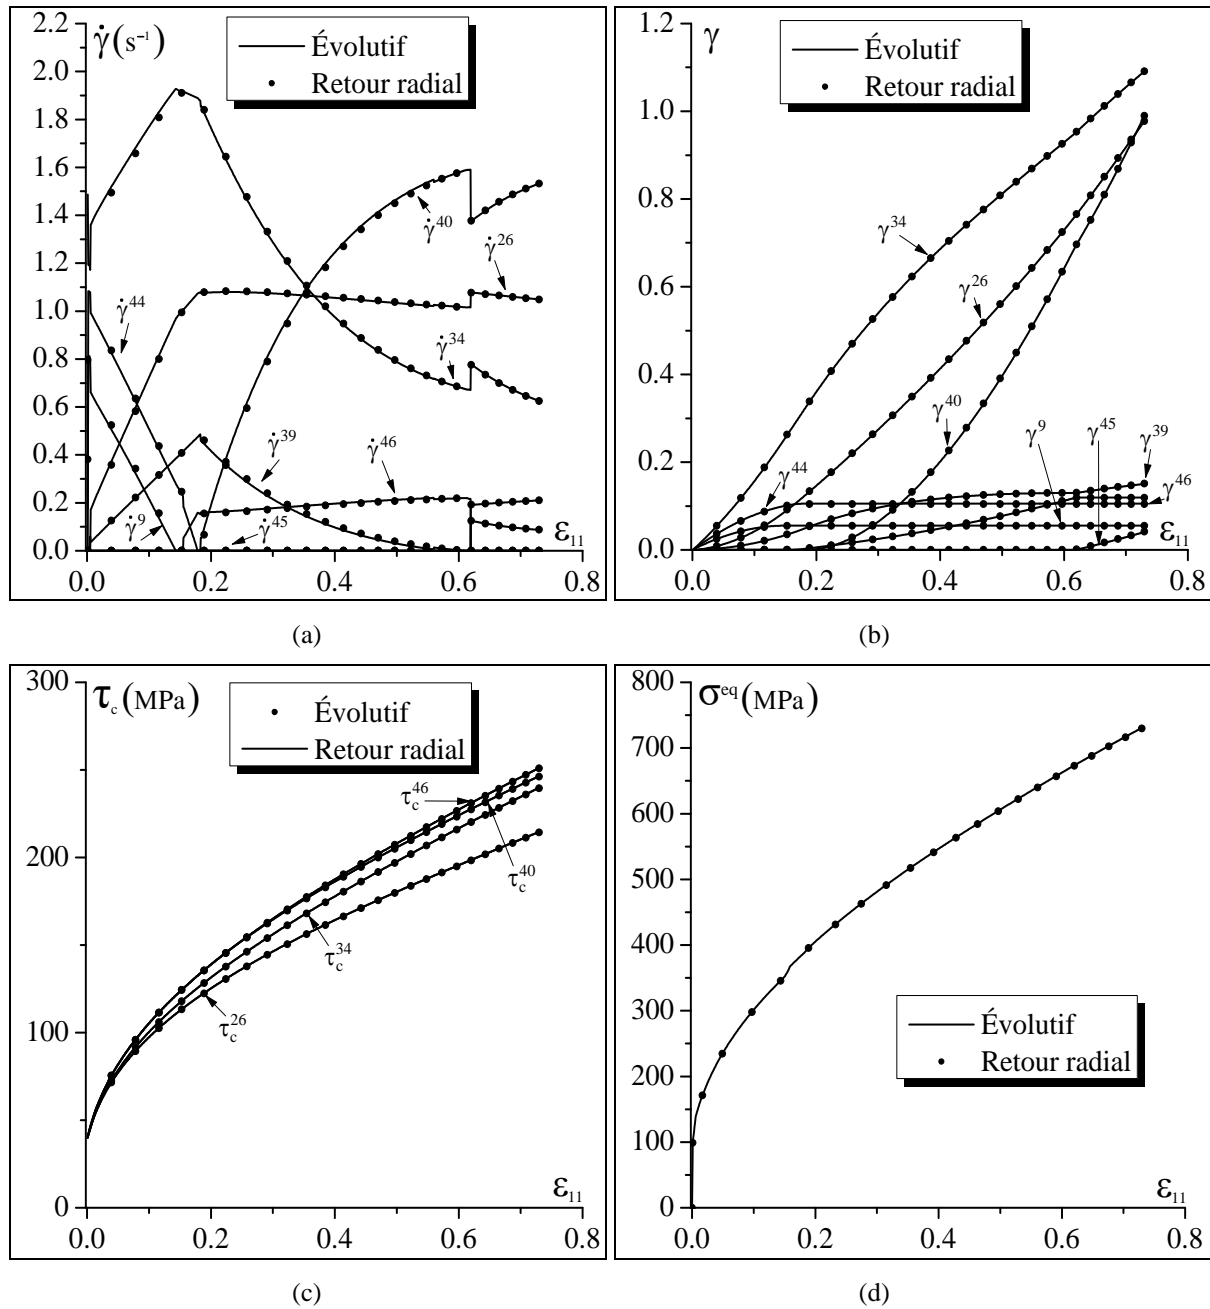 γ̇(s⁻¹)
Évolutif
Retour radial
2.2
2.0
1.8
1.6
1.4
1.2
1.0
0.8
0.6
0.4
0.2
0.0
γ̇⁴⁰
γ̇²⁶
γ̇⁴⁴
γ̇³⁴
γ̇³⁹
γ̇⁴⁶
γ̇⁹
γ̇⁴⁵
ε₁₁
0.0 0.2 0.4 0.6 0.8
(a)
γ
Évolutif
Retour radial
1.2
1.0
0.8
0.6
0.4
0.2
0.0
γ³⁴
γ²⁶
γ⁴⁰
γ⁴⁵
γ⁹
γ³⁹
γ⁴⁴
γ⁴⁶
ε₁₁
0.0 0.2 0.4 0.6 0.8
(b)
τc(MPa)
Évolutif
Retour radial
300
200
100
0
τc⁴⁶
τc⁴⁰
τc³⁴
τc²⁶
ε₁₁
0.0 0.2 0.4 0.6 0.8
(c)
σeq(MPa)
800
700
600
500
400
300
200
100
0
Évolutif
Retour radial
ε₁₁
0.0 0.2 0.4 0.6 0.8
(d)